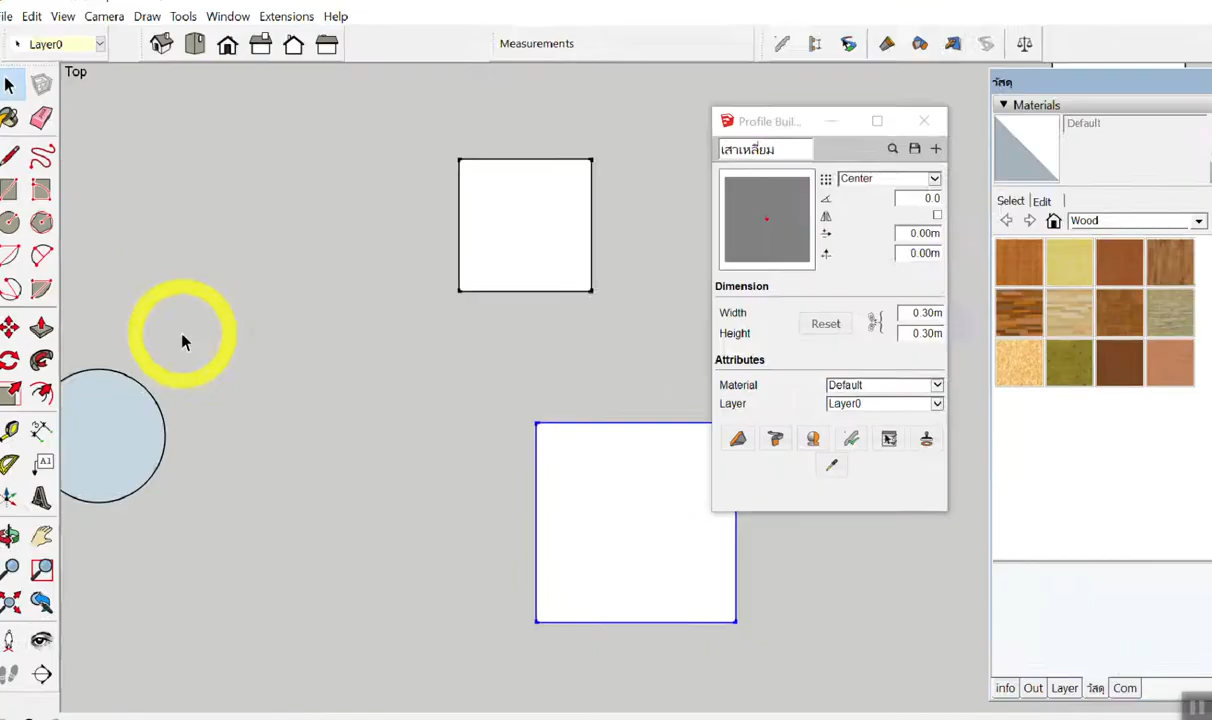 ile Edit View Camera Draw Tools Window Extensions Help
Layer0
Measurements
Top
วัสดุ
Materials
Default
Select Edit
Wood
Profile Buil...
เสาเหลี่ยม
Center
0.0
0.00m
0.00m
Dimension
Width 0.30m
Reset
Height 0.30m
Attributes
Material Default
Layer Layer0
A1
info Out Layer วัสดุ Com